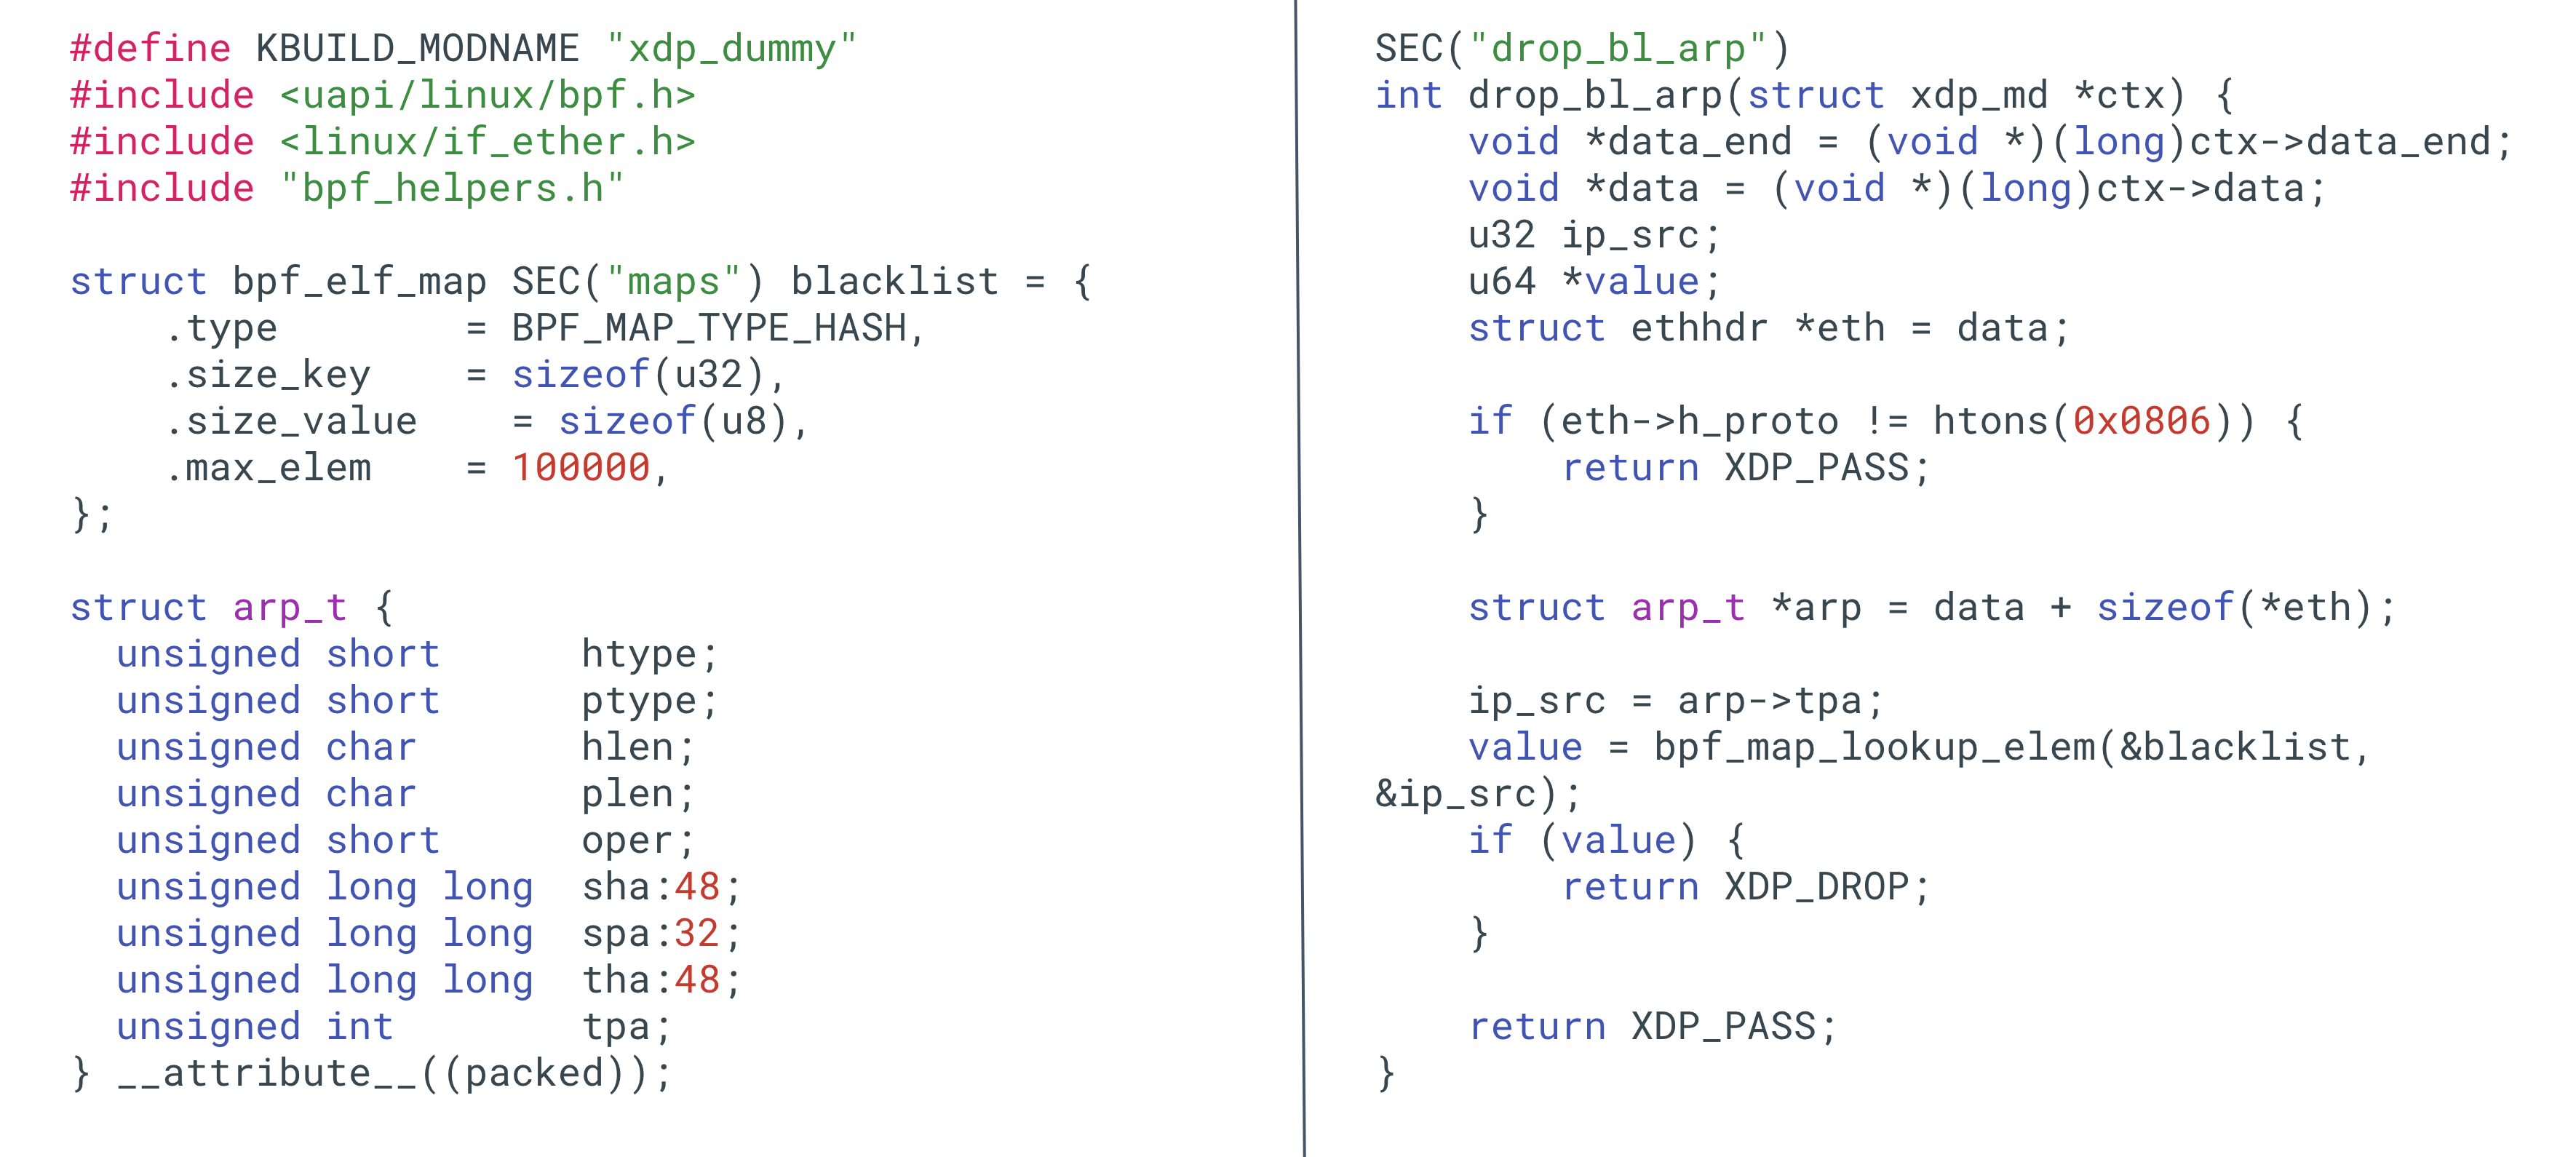 #define KBUILD_MODNAME "xdp_dummy"
#include <uapi/linux/bpf.h>
#include <linux/if_ether.h>
#include "bpf_helpers.h"

struct bpf_elf_map SEC("maps") blacklist = {
    .type        = BPF_MAP_TYPE_HASH,
    .size_key    = sizeof(u32),
    .size_value    = sizeof(u8),
    .max_elem    = 100000,
};

struct arp_t {
  unsigned short      htype;
  unsigned short      ptype;
  unsigned char       hlen;
  unsigned char       plen;
  unsigned short      oper;
  unsigned long long  sha:48;
  unsigned long long  spa:32;
  unsigned long long  tha:48;
  unsigned int        tpa;
} __attribute__((packed));

SEC("drop_bl_arp")
int drop_bl_arp(struct xdp_md *ctx) {
    void *data_end = (void *)(long)ctx->data_end;
    void *data = (void *)(long)ctx->data;
    u32 ip_src;
    u64 *value;
    struct ethhdr *eth = data;

    if (eth->h_proto != htons(0x0806)) {
        return XDP_PASS;
    }

    struct arp_t *arp = data + sizeof(*eth);

    ip_src = arp->tpa;
    value = bpf_map_lookup_elem(&blacklist,
&ip_src);
    if (value) {
        return XDP_DROP;
    }

    return XDP_PASS;
}